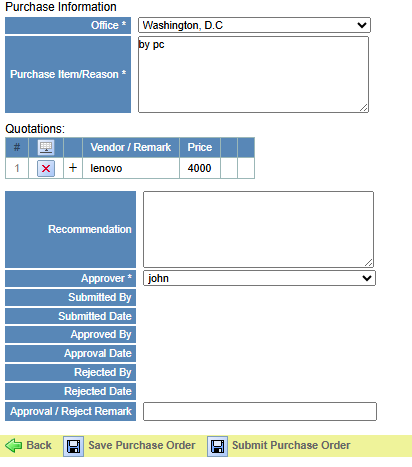 Purchase Information
Office * Washington, D.C
Purchase Item/Reason * by pc
Quotations:
# Vendor / Remark Price
1 + lenovo 4000
Recommendation
Approver * john
Submitted By
Submitted Date
Approved By
Approval Date
Rejected By
Rejected Date
Approval / Reject Remark
Back Save Purchase Order Submit Purchase Order